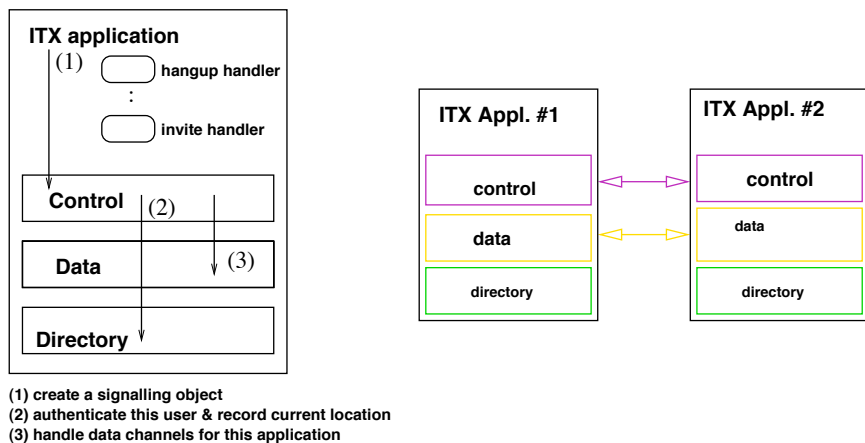 ITX application
(1)
hangup handler
:
invite handler
Control
(2)
Data
(3)
Directory
(1) create a signalling object
(2) authenticate this user & record current location
(3) handle data channels for this application
ITX Appl. #1
control
data
directory
ITX Appl. #2
control
data
directory